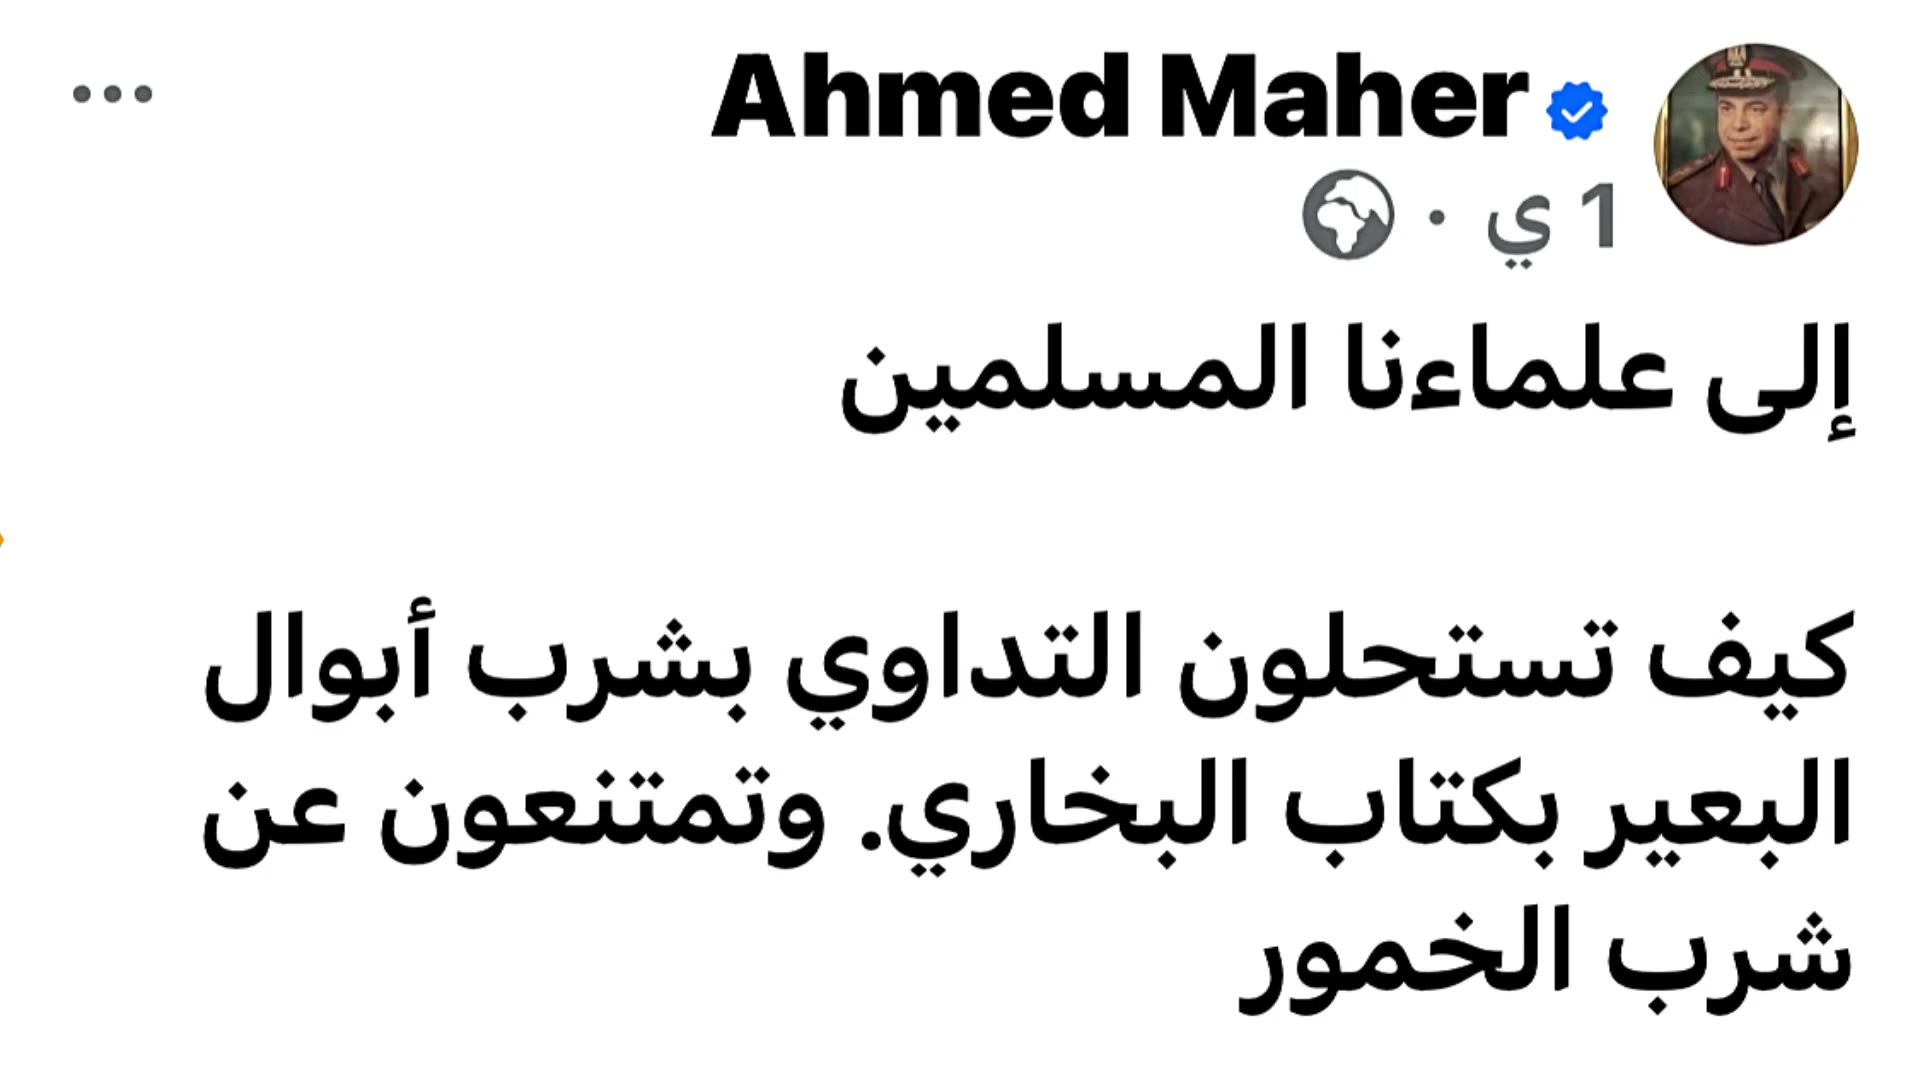 Ahmed Maher
1 ي ·
إلى علماءنا المسلمين
كيف تستحلون التداوي بشرب أبوال
البعير بكتاب البخاري. وتمتنعون عن
شرب الخمور